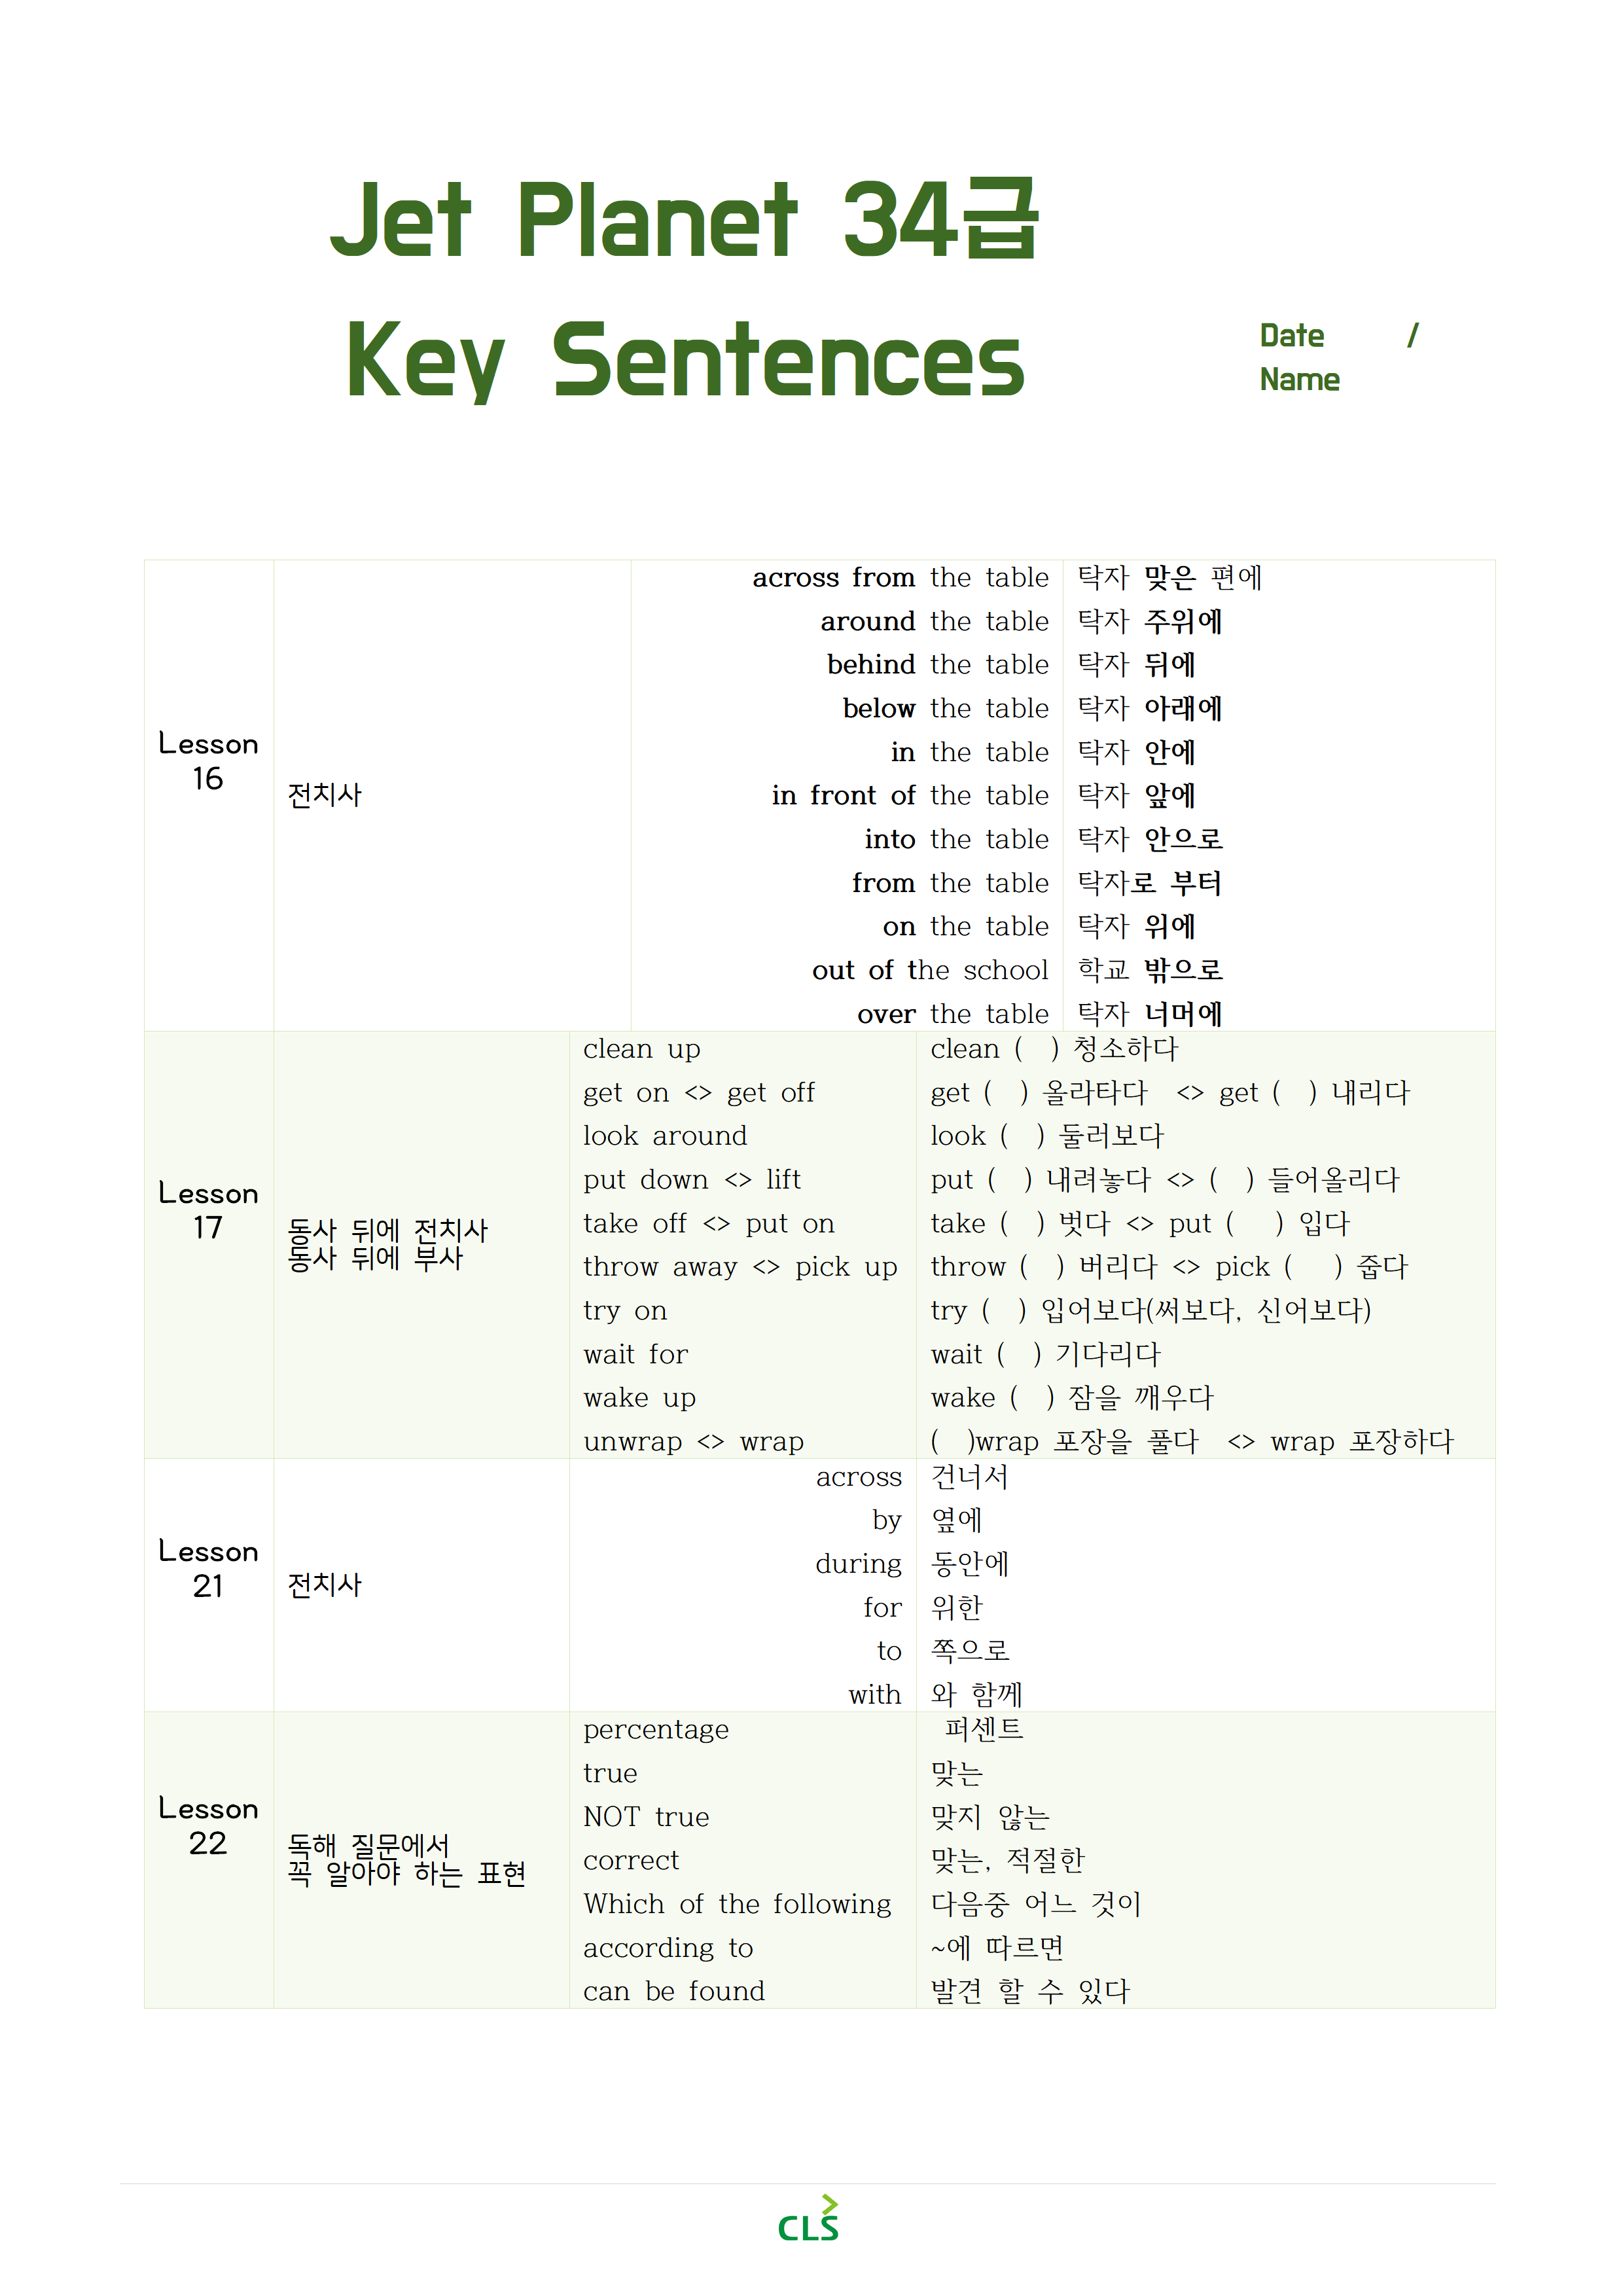 Jet Planet 34급
Key Sentences
Date /
Name
Lesson 16
전치사
across from the table 탁자 맞은 편에
around the table 탁자 주위에
behind the table 탁자 뒤에
below the table 탁자 아래에
in the table 탁자 안에
in front of the table 탁자 앞에
into the table 탁자 안으로
from the table 탁자로 부터
on the table 탁자 위에
out of the school 학교 밖으로
over the table 탁자 너머에
Lesson 17
동사 뒤에 전치사
동사 뒤에 부사
clean up clean ( ) 청소하다
get on <> get off get ( ) 올라타다 <> get ( ) 내리다
look around look ( ) 둘러보다
put down <> lift put ( ) 내려놓다 <> ( ) 들어올리다
take off <> put on take ( ) 벗다 <> put ( ) 입다
throw away <> pick up throw ( ) 버리다 <> pick ( ) 줍다
try on try ( ) 입어보다(써보다, 신어보다)
wait for wait ( ) 기다리다
wake up wake ( ) 잠을 깨우다
unwrap <> wrap ( )wrap 포장을 풀다 <> wrap 포장하다
Lesson 21
전치사
across 건너서
by 옆에
during 동안에
for 위한
to 쪽으로
with 와 함께
Lesson 22
독해 질문에서
꼭 알아야 하는 표현
percentage 퍼센트
true 맞는
NOT true 맞지 않는
correct 맞는, 적절한
Which of the following 다음중 어느 것이
according to ~에 따르면
can be found 발견 할 수 있다
CLS